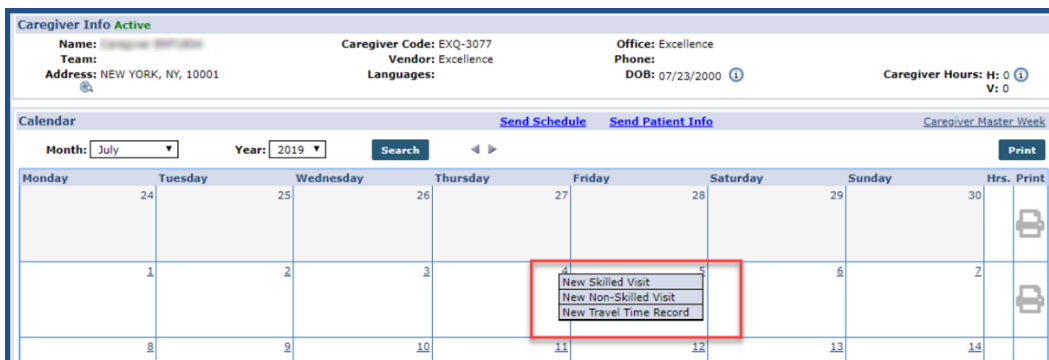 Caregiver Info Active
Name: Caregiver Code: EXQ-3077 Office: Excellence
Team: Vendor: Excellence Phone:
Address: NEW YORK, NY, 10001 Languages: DOB: 07/23/2000 Caregiver Hours: H: 0
V: 0
Calendar Send Schedule Send Patient Info Caregiver Master Week
Month: July Year: 2019 Search Print
Monday Tuesday Wednesday Thursday Friday Saturday Sunday Hrs. Print
24 25 26 27 28 29 30
1 2 3 4 5 6 7
New Skilled Visit
New Non-Skilled Visit
New Travel Time Record
8 9 10 11 12 13 14